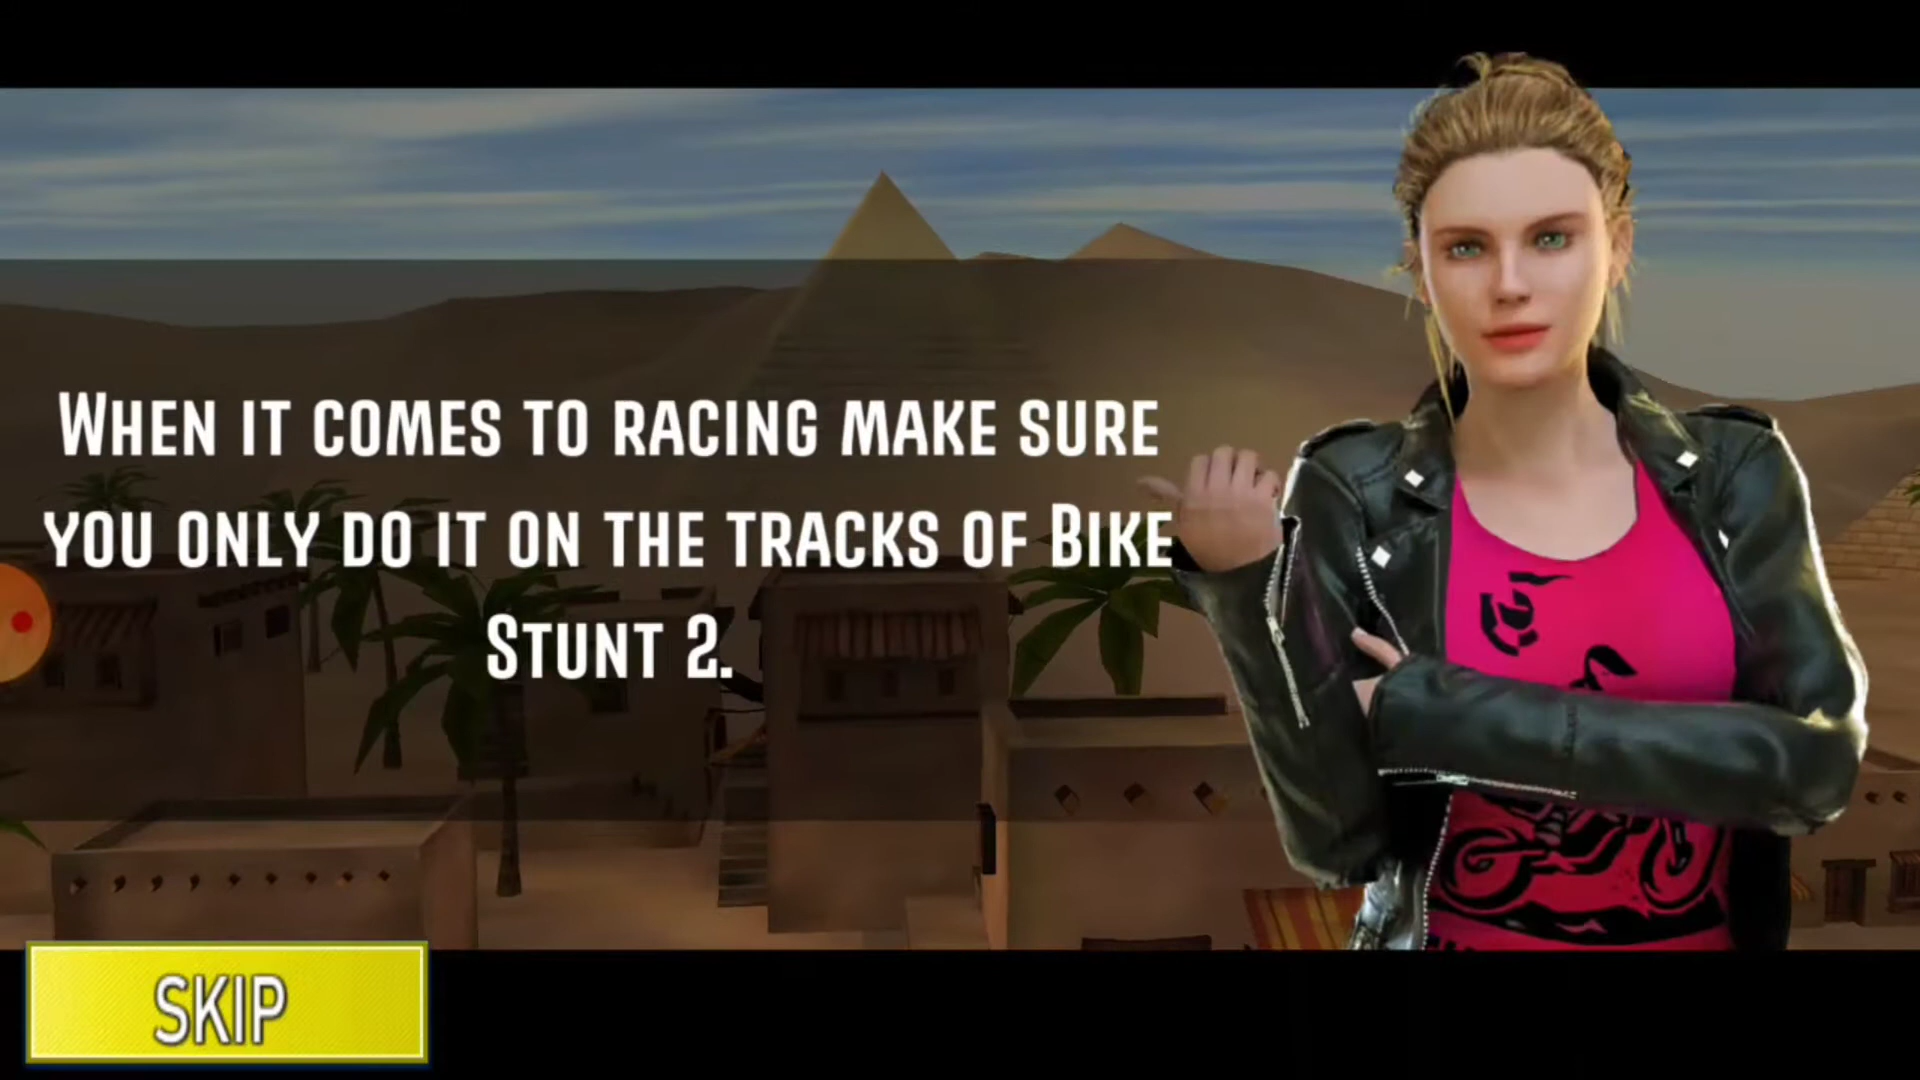 When it comes to racing make sure
you only do it on the tracks of Bike
Stunt 2.
SKIP